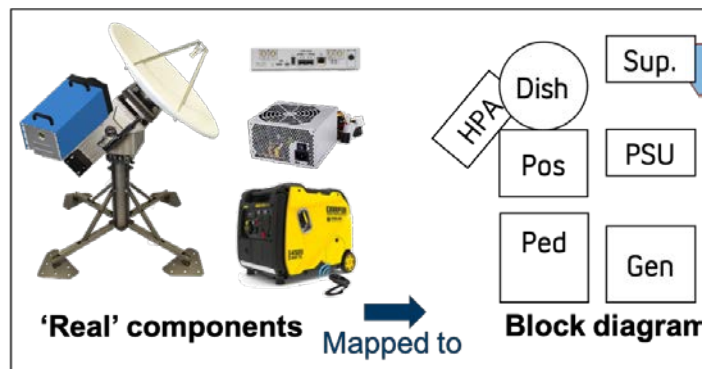 HPA
Dish
Sup.
Pos
PSU
Ped
Gen
'Real' components
Mapped to
Block diagram